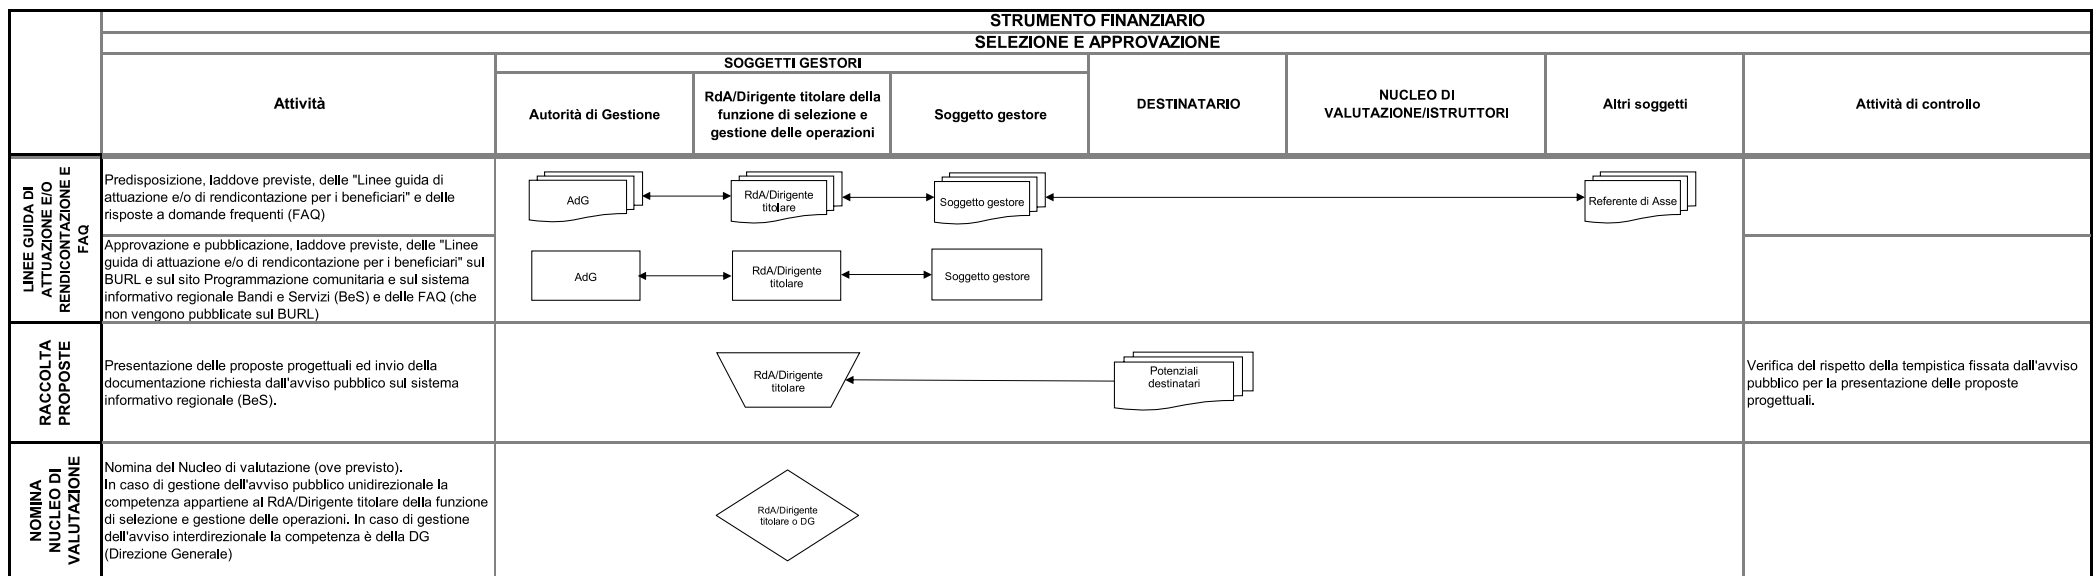 STRUMENTO FINANZIARIO
SELEZIONE E APPROVAZIONE
Attività
SOGGETTI GESTORI
Autorità di Gestione
RdA/Dirigente titolare della
funzione di selezione e
gestione delle operazioni
Soggetto gestore
DESTINATARIO
NUCLEO DI
VALUTAZIONE/ISTRUTTORI
Altri soggetti
Attività di controllo
LINEE GUIDA DI
ATTUAZIONE E/O
RENDICONTAZIONE E
FAQ
Predisposizione, laddove previste, delle "Linee guida di
attuazione e/o di rendicontazione per i beneficiari" e delle
risposte a domande frequenti (FAQ)
AdG
RdA/Dirigente
titolare
Soggetto gestore
Referente di Asse
Approvazione e pubblicazione, laddove previste, delle "Linee
guida di attuazione e/o di rendicontazione per i beneficiari" sul
BURL e sul sito Programmazione comunitaria e sul sistema
informativo regionale Bandi e Servizi (BeS) e delle FAQ (che
non vengono pubblicate sul BURL)
AdG
RdA/Dirigente
titolare
Soggetto gestore
RACCOLTA
PROPOSTE
Presentazione delle proposte progettuali ed invio della
documentazione richiesta dall'avviso pubblico sul sistema
informativo regionale (BeS).
RdA/Dirigente
titolare
Potenziali
destinatari
Verifica del rispetto della tempistica fissata dall'avviso
pubblico per la presentazione delle proposte
progettuali.
NOMINA
NUCLEO DI
VALUTAZIONE
Nomina del Nucleo di valutazione (ove previsto).
In caso di gestione dell'avviso pubblico unidirezionale la
competenza appartiene al RdA/Dirigente titolare della funzione
di selezione e gestione delle operazioni. In caso di gestione
dell'avviso interdirezionale la competenza è della DG
(Direzione Generale)
RdA/Dirigente
titolare o DG